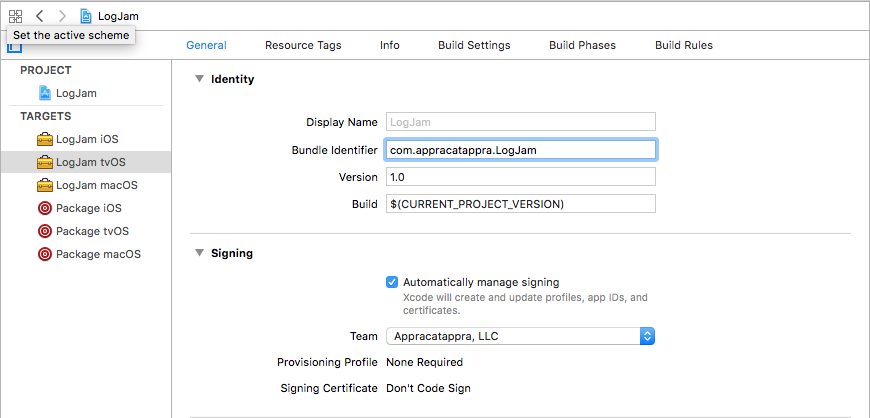 LogJam
Set the active scheme
General Resource Tags Info Build Settings Build Phases Build Rules
PROJECT
LogJam
TARGETS
LogJam iOS
LogJam tvOS
LogJam macOS
Package iOS
Package tvOS
Package macOS
Identity
Display Name LogJam
Bundle Identifier com.appracatappra.LogJam
Version 1.0
Build $(CURRENT_PROJECT_VERSION)
Signing
Automatically manage signing
Xcode will create and update profiles, app IDs, and
certificates.
Team Appracatappra, LLC
Provisioning Profile None Required
Signing Certificate Don't Code Sign